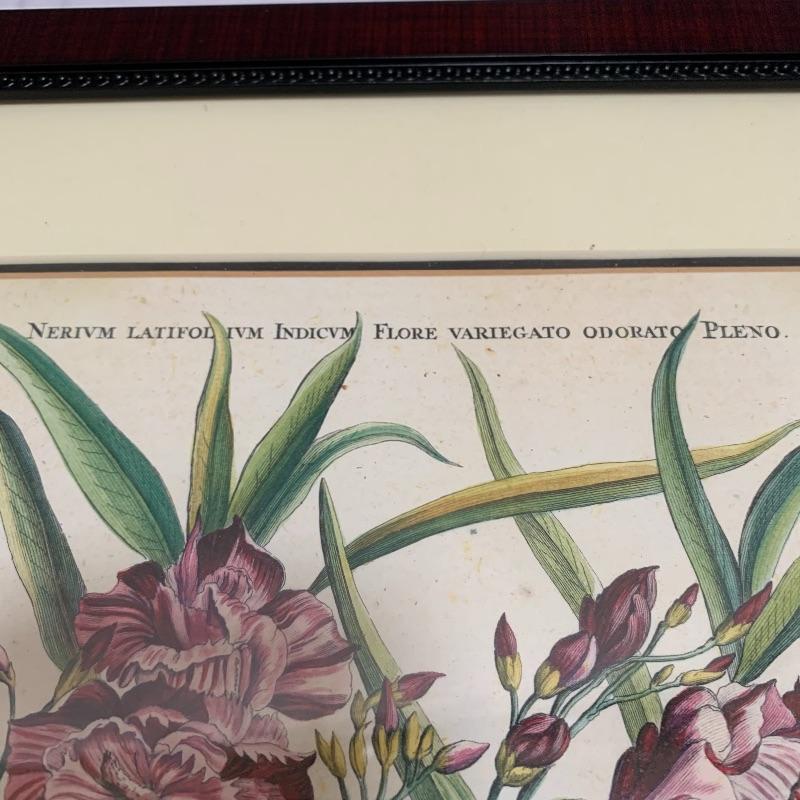 NERIVM LATIFOLIVM INDICVM FLORE VARIEGATO ODORATO PLENO.